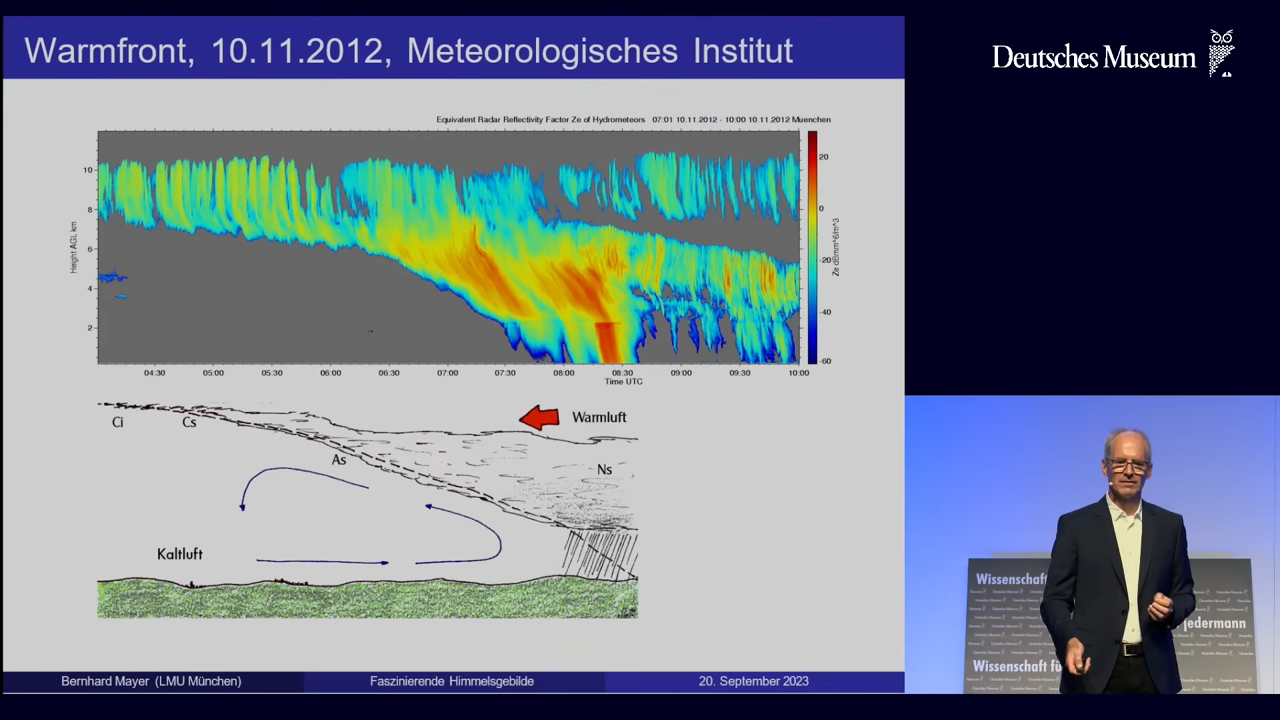 Warmfront, 10.11.2012, Meteorologisches Institut
Deutsches Museum
Equivalent Radar Reflectivity Factor Ze of Hydrometeors 07:01 10.11.2012 - 10:00 10.11.2012 Muenchen
Height AGL km
10
8
6
4
2
04:30 05:00 05:30 06:00 06:30 07:00 07:30 08:00 08:30 09:00 09:30 10:00
Time UTC
20
0
-20
-40
-60
Warmluft
Ci
Cs
As
Ns
Kaltluft
Wissenschaft
jedermann
Wissenschaft fü
Bernhard Mayer (LMU München)
Faszinierende Himmelsgebilde
20. September 2023